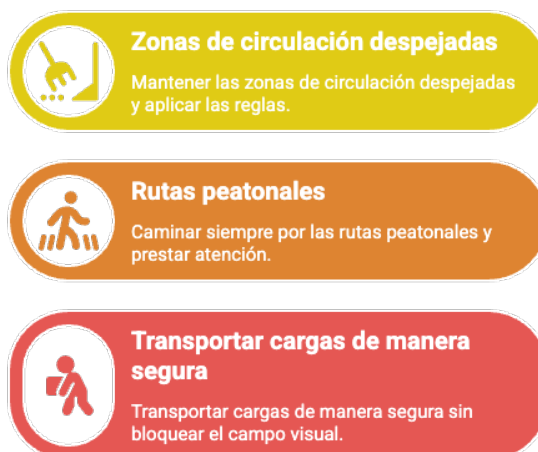 Zonas de circulación despejadas
Mantener las zonas de circulación despejadas
y aplicar las reglas.
Rutas peatonales
Caminar siempre por las rutas peatonales y
prestar atención.
Transportar cargas de manera
segura
Transportar cargas de manera segura sin
bloquear el campo visual.